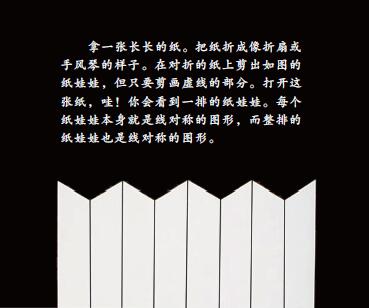 拿一张长长的纸。把纸折成像折扇或
手风琴的样子。在对折的纸上剪出如图的
纸娃娃，但只要剪画虚线的部分。打开这
张纸，哇！你会看到一排的纸娃娃。每个
纸娃娃本身就是线对称的图形，而整排的
纸娃娃也是线对称的图形。